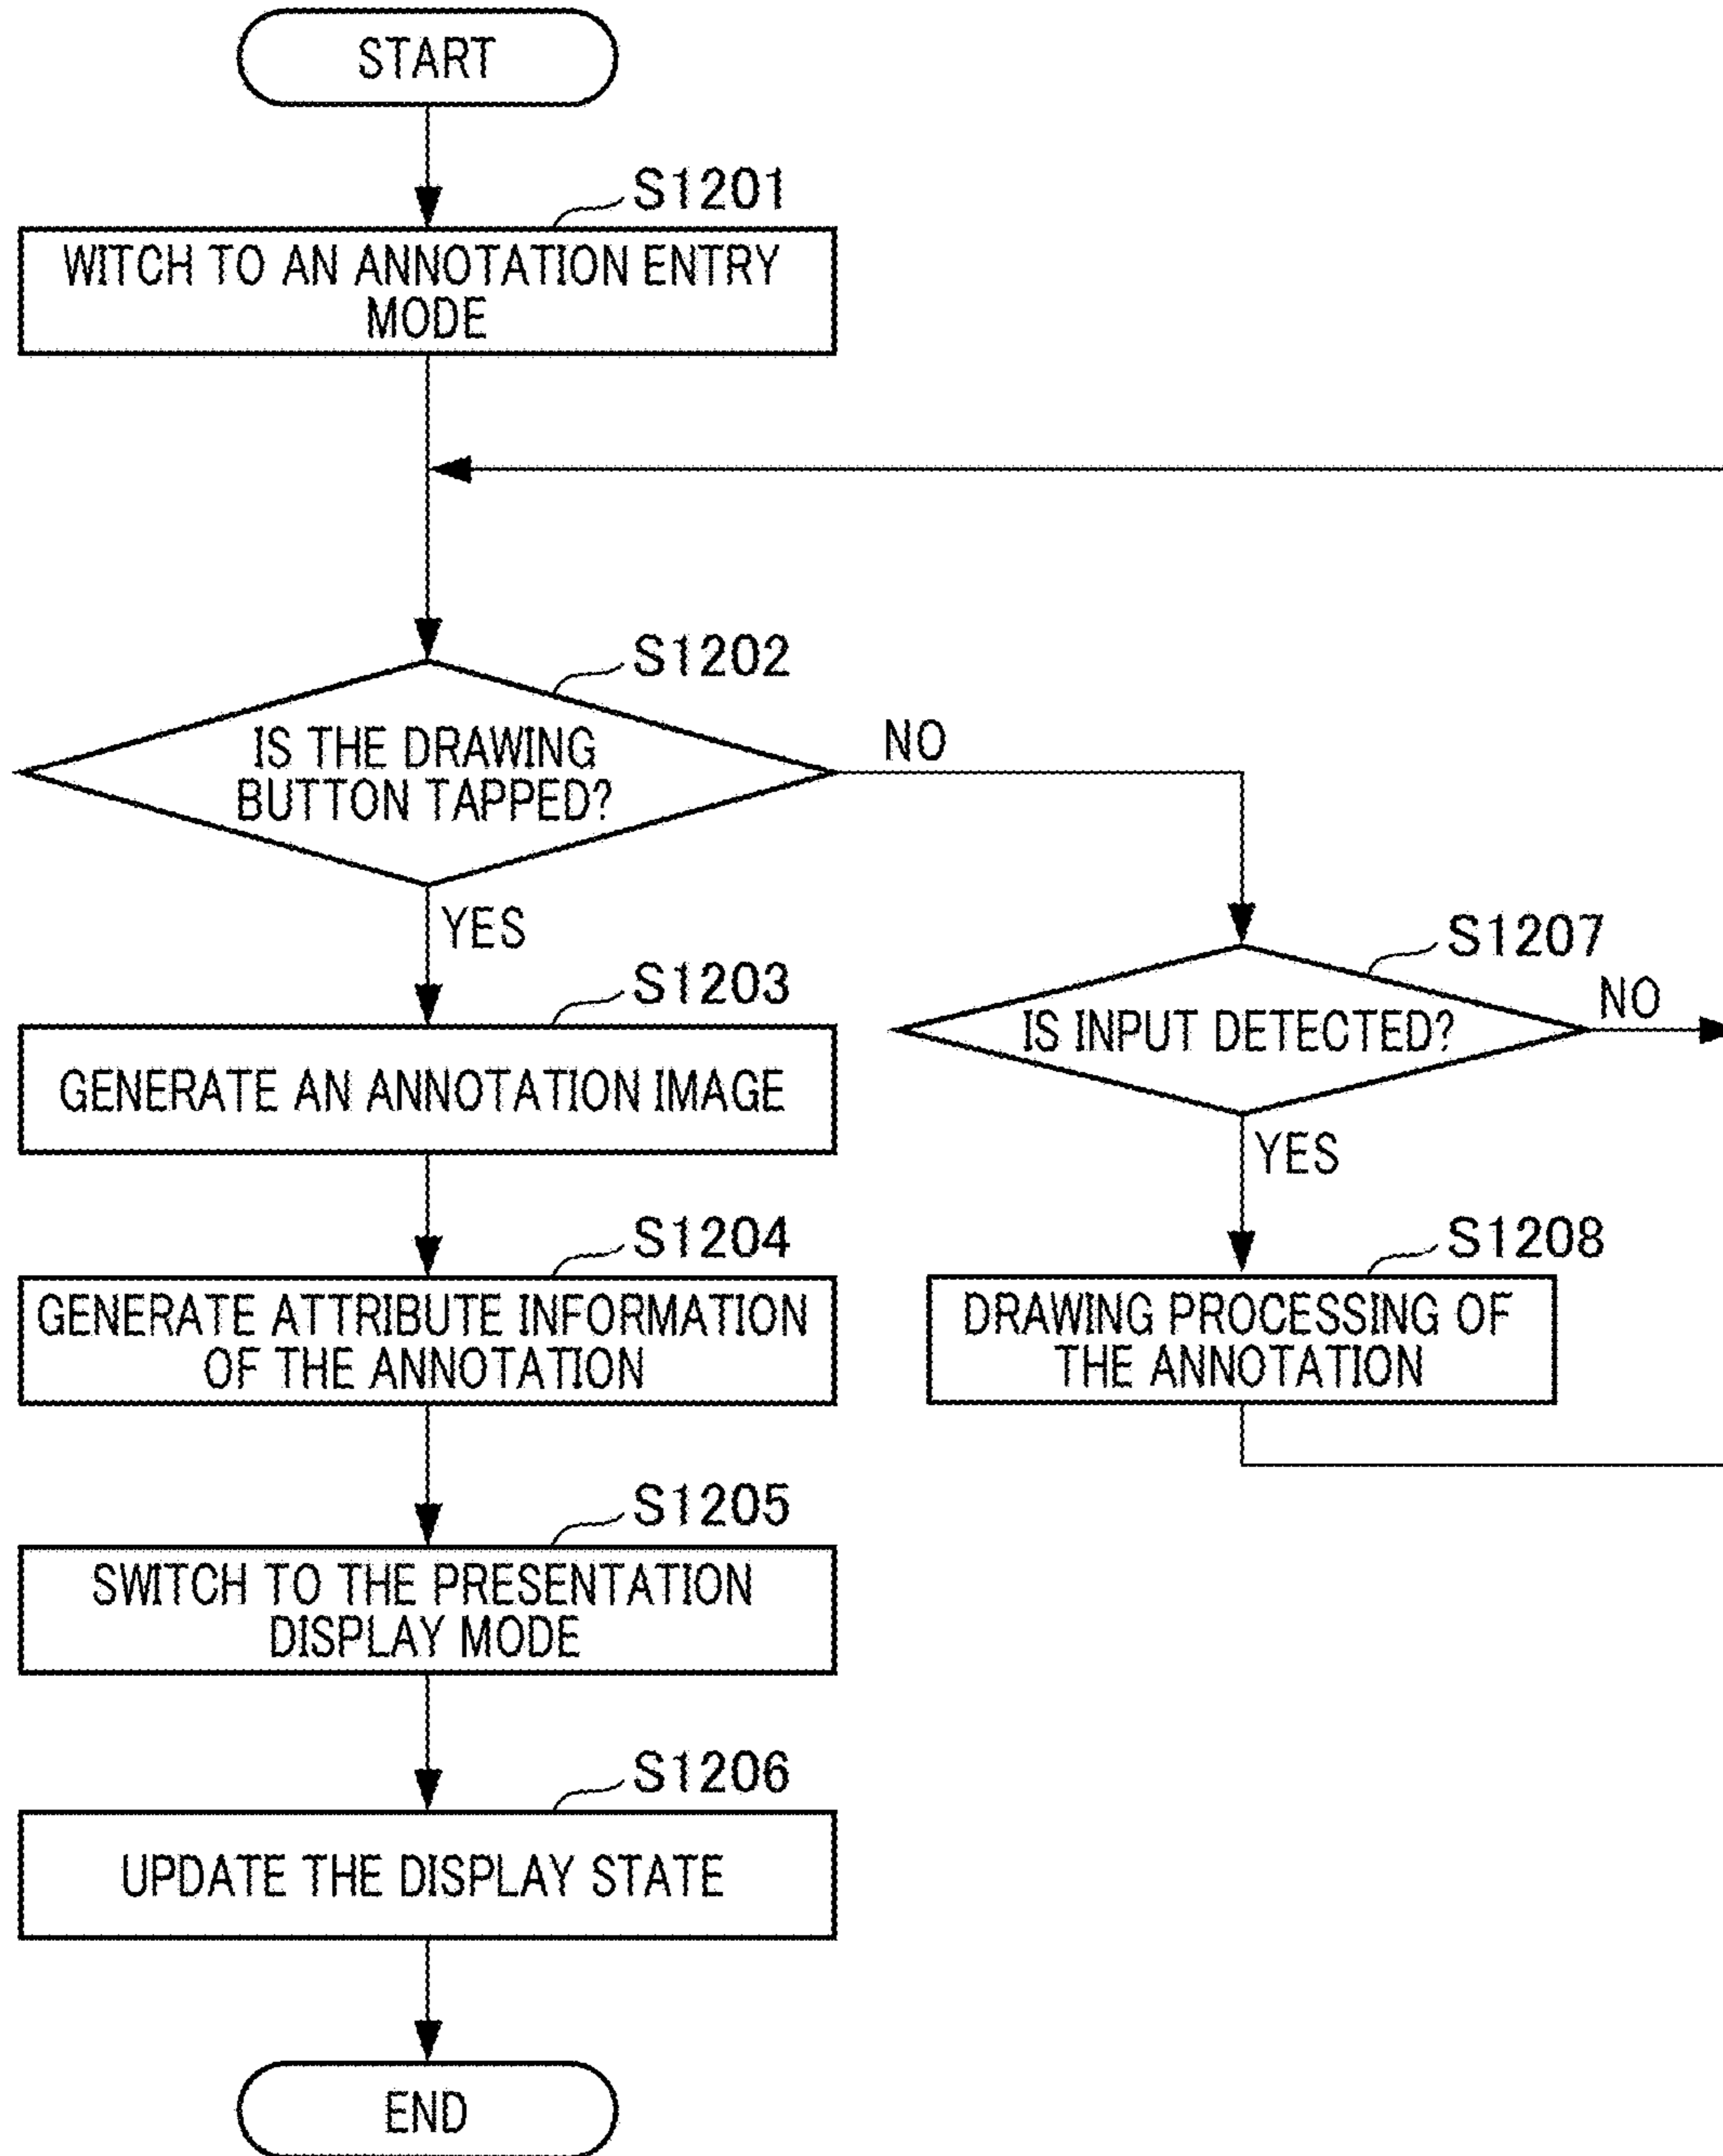 START
S1201
WITCH TO AN ANNOTATION ENTRY
MODE
S1202
IS THE DRAWING
BUTTON TAPPED?
NO
YES
S1203
GENERATE AN ANNOTATION IMAGE
S1204
GENERATE ATTRIBUTE INFORMATION
OF THE ANNOTATION
S1205
SWITCH TO THE PRESENTATION
DISPLAY MODE
S1206
UPDATE THE DISPLAY STATE
END
S1207
IS INPUT DETECTED?
NO
YES
S1208
DRAWING PROCESSING OF
THE ANNOTATION